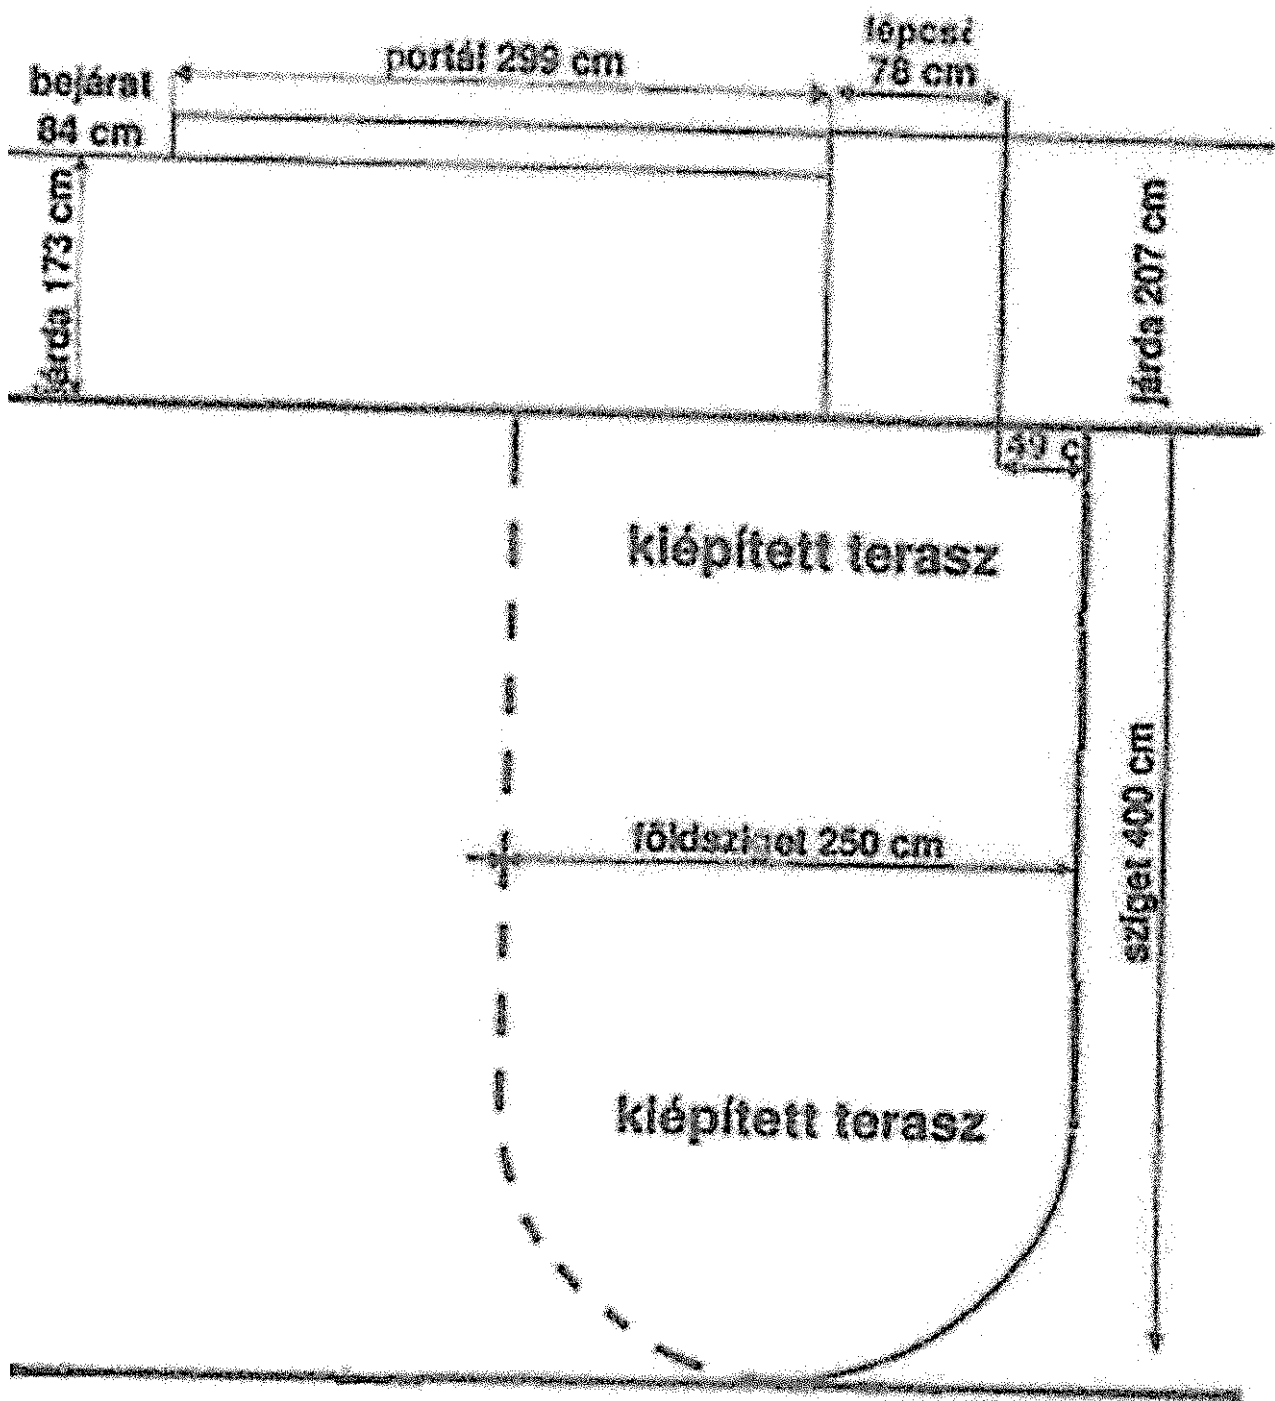 portál 299 cm
lépcső
78 cm
bejárat
84 cm
járda 173 cm
járda 207 cm
49 c
kiépített terasz
földsziget 250 cm
sziget 400 cm
kiépített terasz